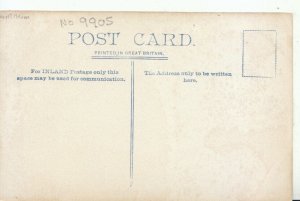 No 9905
POST CARD.
PRINTED IN GREAT BRITAIN.
For INLAND Postage only this
space may be used for communication.
The Address only to be written
here.